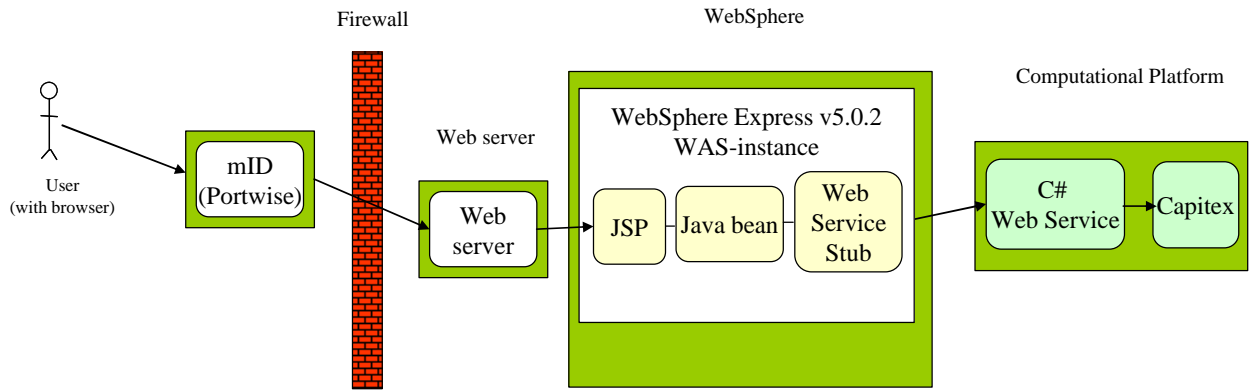 WebSphere
Firewall
Computational Platform
Web server
WebSphere Express v5.0.2
WAS-instance
User
(with browser)
mID
(Portwise)
Web
server
JSP
Java bean
Web
Service
Stub
C#
Web Service
Capitex